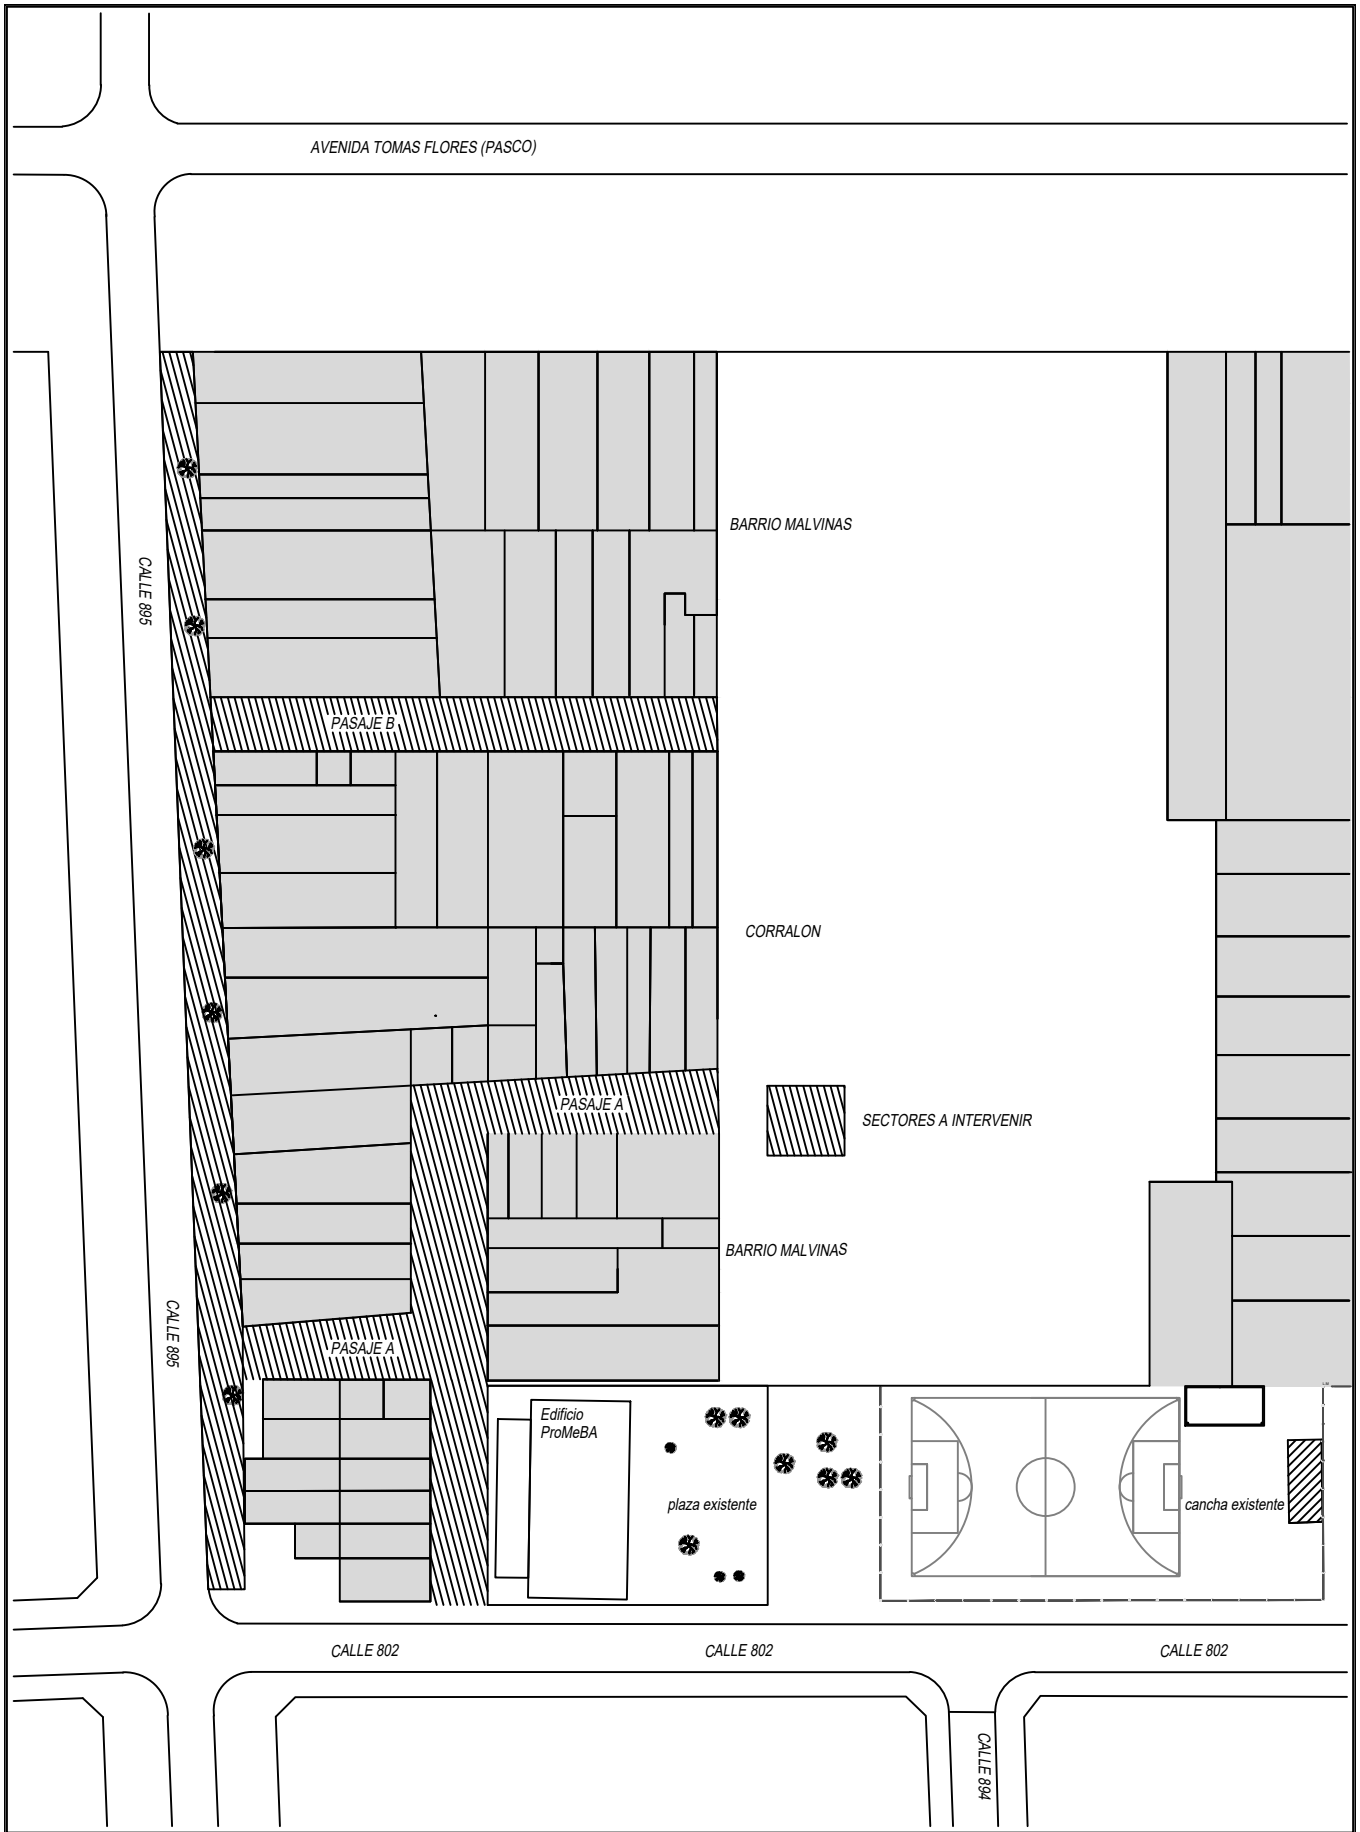 AVENIDA TOMAS FLORES (PASCO)
BARRIO MALVINAS
CALLE 895
PASAJE B
CORRALON
PASAJE A
SECTORES A INTERVENIR
BARRIO MALVINAS
CALLE 895
PASAJE A
Edificio
ProMeBA
plaza existente
cancha existente
CALLE 802
CALLE 802
CALLE 802
CALLE 894